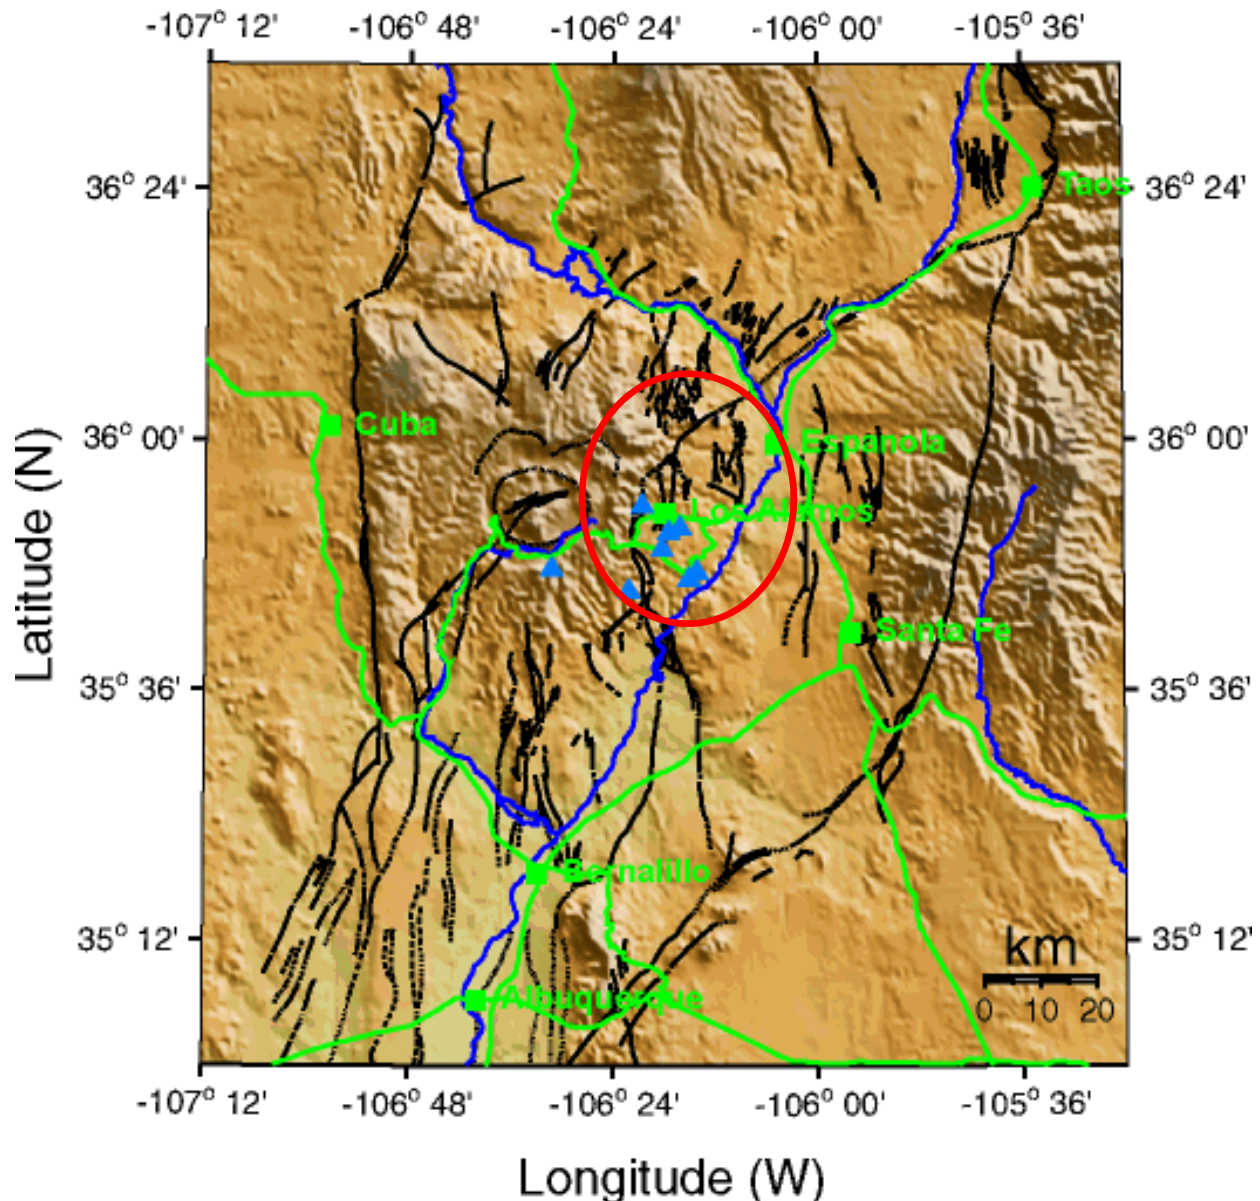 -107° 12' -106° 48' -106° 24' -106° 00' -105° 36'
36° 24' Taos 36° 24'
Cuba
36° 00' Espanola 36° 00'
Los Alamos
Santa Fe
35° 36' 35° 36'
Bernalillo
35° 12' km 35° 12'
Albuquerque 0 10 20
-107° 12' -106° 48' -106° 24' -106° 00' -105° 36'
Latitude (N)
Longitude (W)